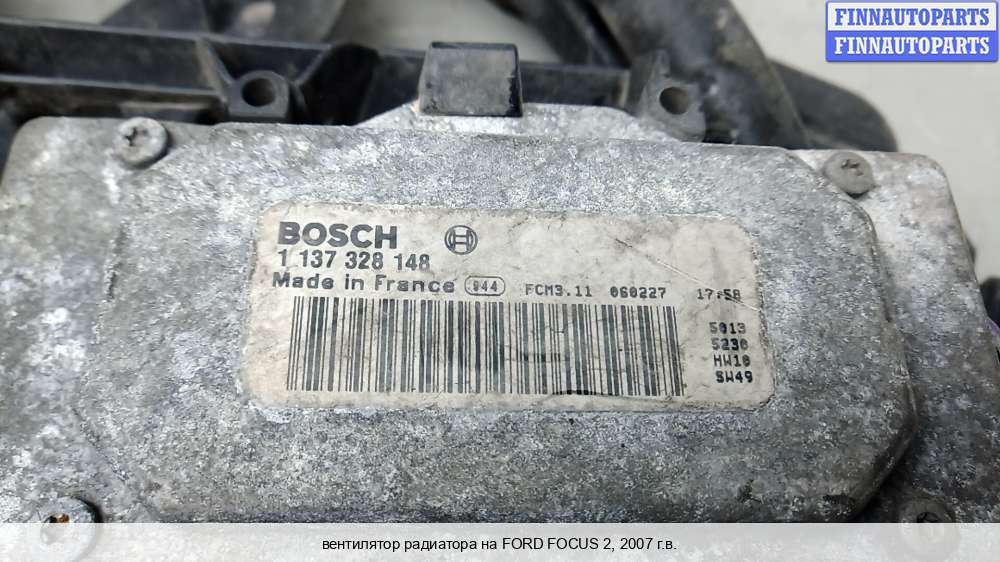 FINNAUTOPARTS
FINNAUTOPARTS
BOSCH
1 137 328 148
Made in France 944 FCM3.11 060227 17:58
5013
5230
HW10
SW49
вентилятор радиатора на FORD FOCUS 2, 2007 г.в.